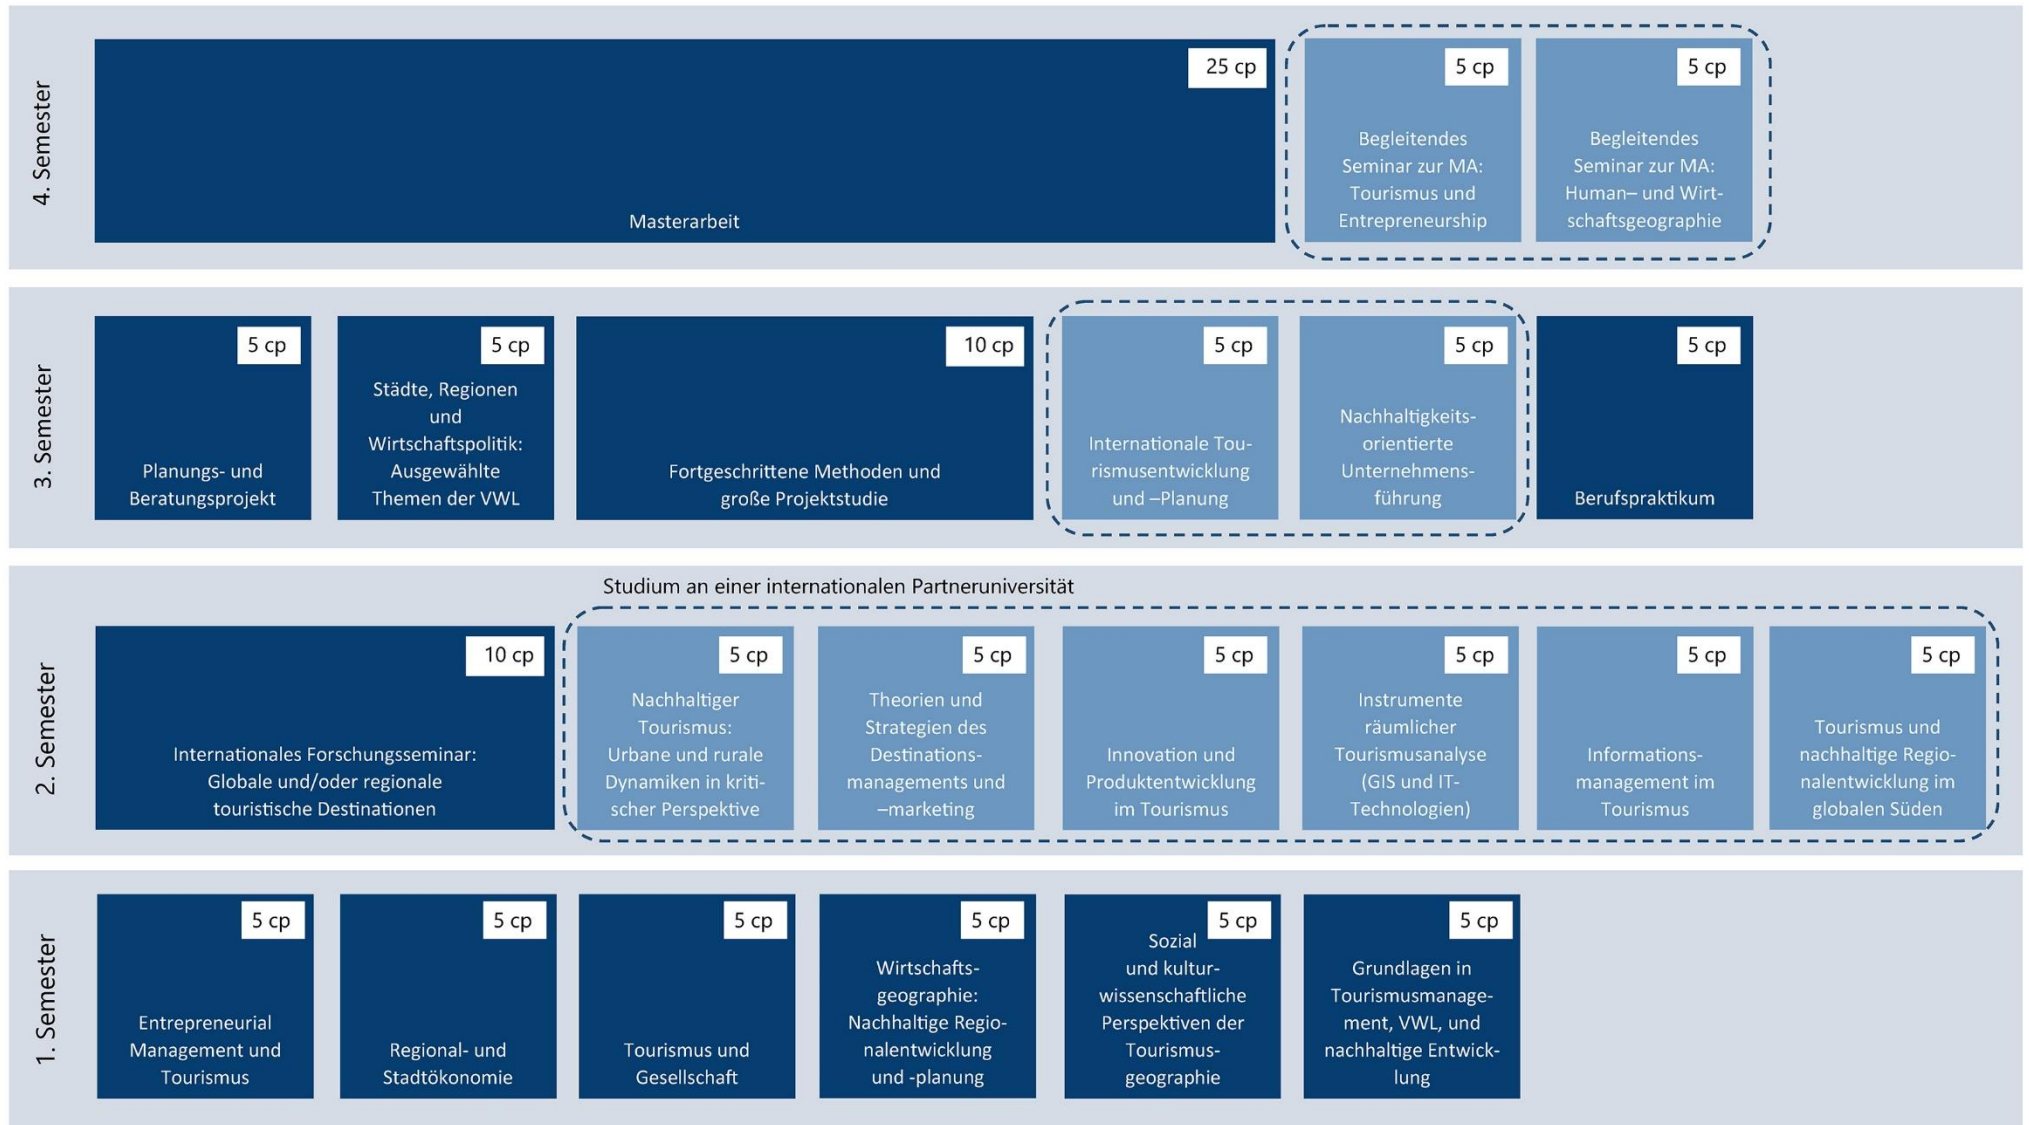 4. Semester
25 cp
Masterarbeit
5 cp
Begleitendes
Seminar zur MA:
Tourismus und
Entrepreneurship
5 cp
Begleitendes
Seminar zur MA:
Human– und Wirt-
schaftsgeographie
3. Semester
5 cp
Planungs- und
Beratungsprojekt
5 cp
Städte, Regionen
und
Wirtschaftspolitik:
Ausgewählte
Themen der VWL
10 cp
Fortgeschrittene Methoden und
große Projektstudie
5 cp
Internationale Tou-
rismusentwicklung
und –Planung
5 cp
Nachhaltigkeits-
orientierte
Unternehmens-
führung
5 cp
Berufspraktikum
2. Semester
Studium an einer internationalen Partneruniversität
10 cp
Internationales Forschungsseminar:
Globale und/oder regionale
touristische Destinationen
5 cp
Nachhaltiger
Tourismus:
Urbane und rurale
Dynamiken in kriti-
scher Perspektive
5 cp
Theorien und
Strategien des
Destinations-
managements und
–marketing
5 cp
Innovation und
Produktentwicklung
im Tourismus
5 cp
Instrumente
räumlicher
Tourismusanalyse
(GIS und IT-
Technologien)
5 cp
Informations-
management im
Tourismus
5 cp
Tourismus und
nachhaltige Regio-
nalentwicklung im
globalen Süden
1. Semester
5 cp
Entrepreneurial
Management und
Tourismus
5 cp
Regional- und
Stadtökonomie
5 cp
Tourismus und
Gesellschaft
5 cp
Wirtschafts-
geographie:
Nachhaltige Regio-
nalentwicklung
und -planung
5 cp
Sozial
und kultur-
wissenschaftliche
Perspektiven der
Tourismus-
geographie
5 cp
Grundlagen in
Tourismusmanage-
ment, VWL, und
nachhaltige Entwick-
lung